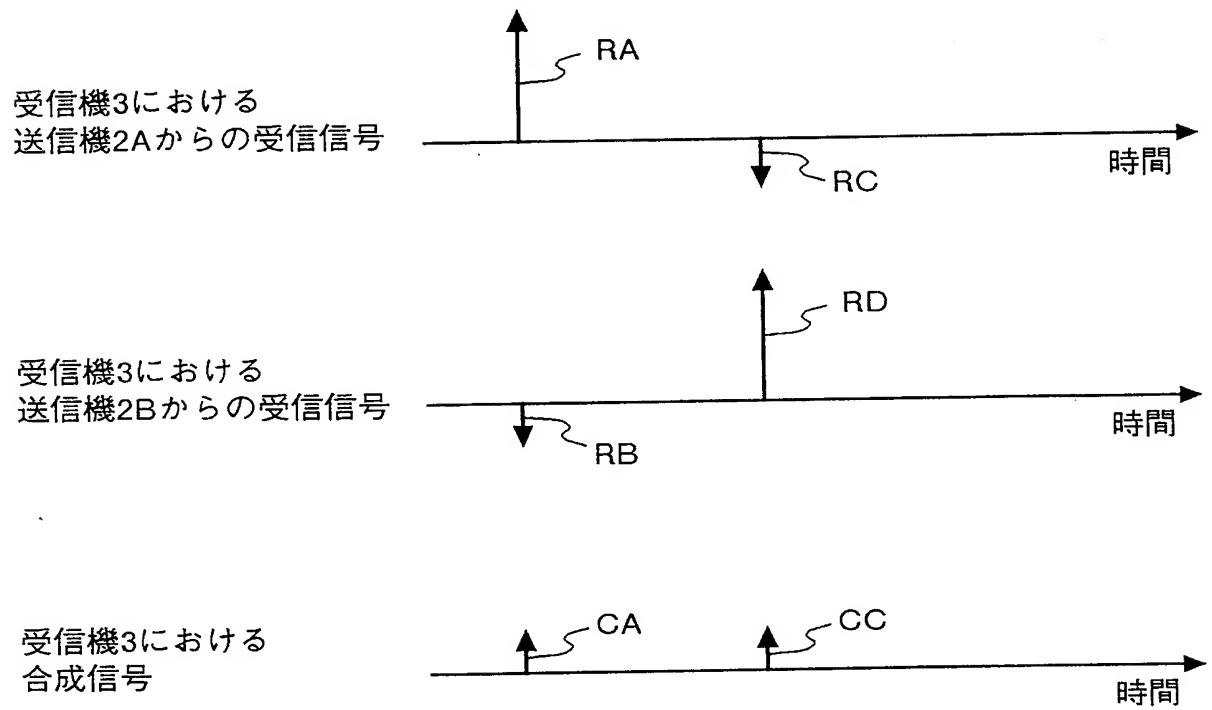 RA
受信機3における
送信機2Aからの受信信号
時間
RC
RD
受信機3における
送信機2Bからの受信信号
時間
RB
CA
CC
受信機3における
合成信号
時間